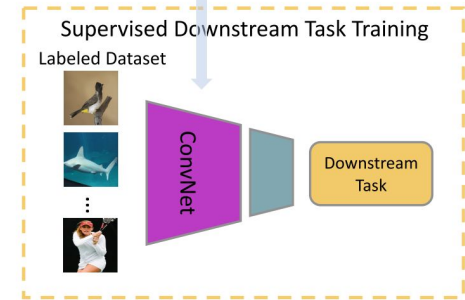 Supervised Downstream Task Training
Labeled Dataset
ConvNet
Downstream
Task